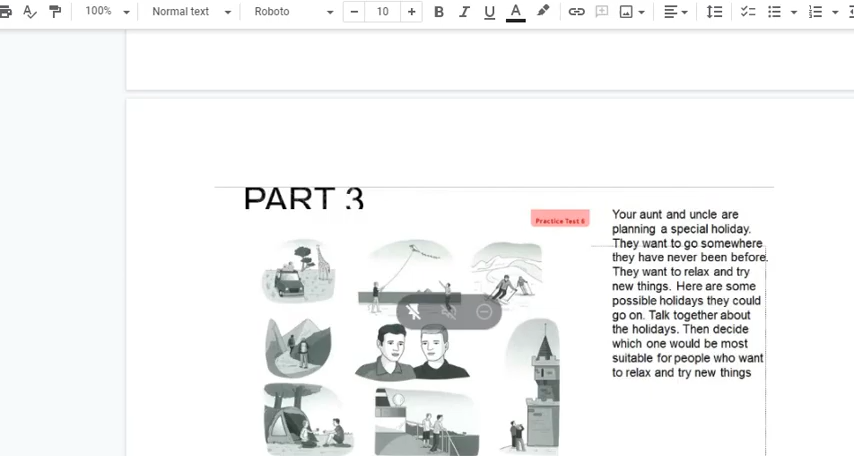 100%
Normal text
Roboto
10
B I U A
PART 3
Practice Test 6
Your aunt and uncle are
planning a special holiday.
They want to go somewhere
they have never been before.
They want to relax and try
new things. Here are some
possible holidays they could
go on. Talk together about
the holidays. Then decide
which one would be most
suitable for people who want
to relax and try new things